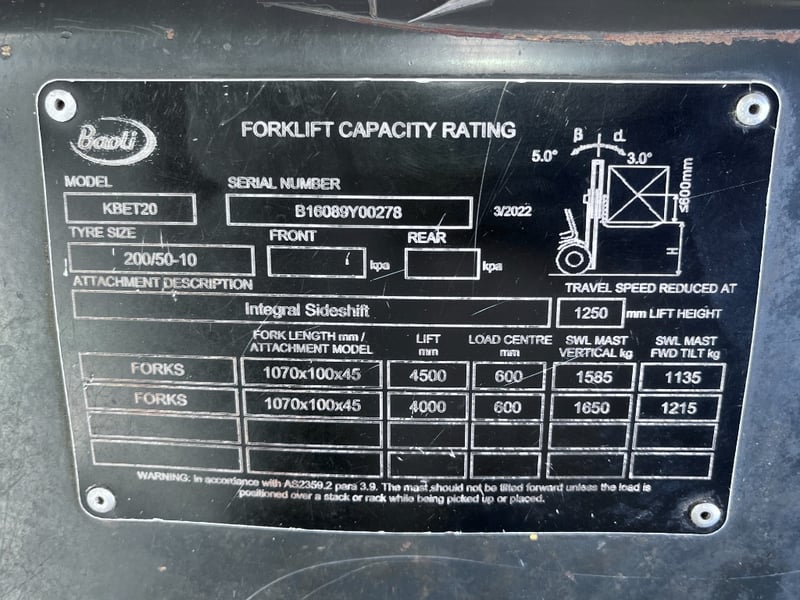 Baoli
FORKLIFT CAPACITY RATING
β d.
5.0° 3.0°
≤600mm
H
MODEL SERIAL NUMBER
KBET20 B16089Y00278 3/2022
TYRE SIZE FRONT REAR
200/50-10 kpa kpa
ATTACHMENT DESCRIPTION TRAVEL SPEED REDUCED AT
Integral Sideshift 1250 mm LIFT HEIGHT
FORK LENGTH mm / ATTACHMENT MODEL LIFT mm LOAD CENTRE mm SWL MAST VERTICAL kg SWL MAST FWD TILT kg
FORKS 1070x100x45 4500 600 1585 1135
FORKS 1070x100x45 4000 600 1650 1215
WARNING: In accordance with AS2359.2 para 3.9. The mast should not be tilted forward unless the load is
positioned over a stack or rack while being picked up or placed.